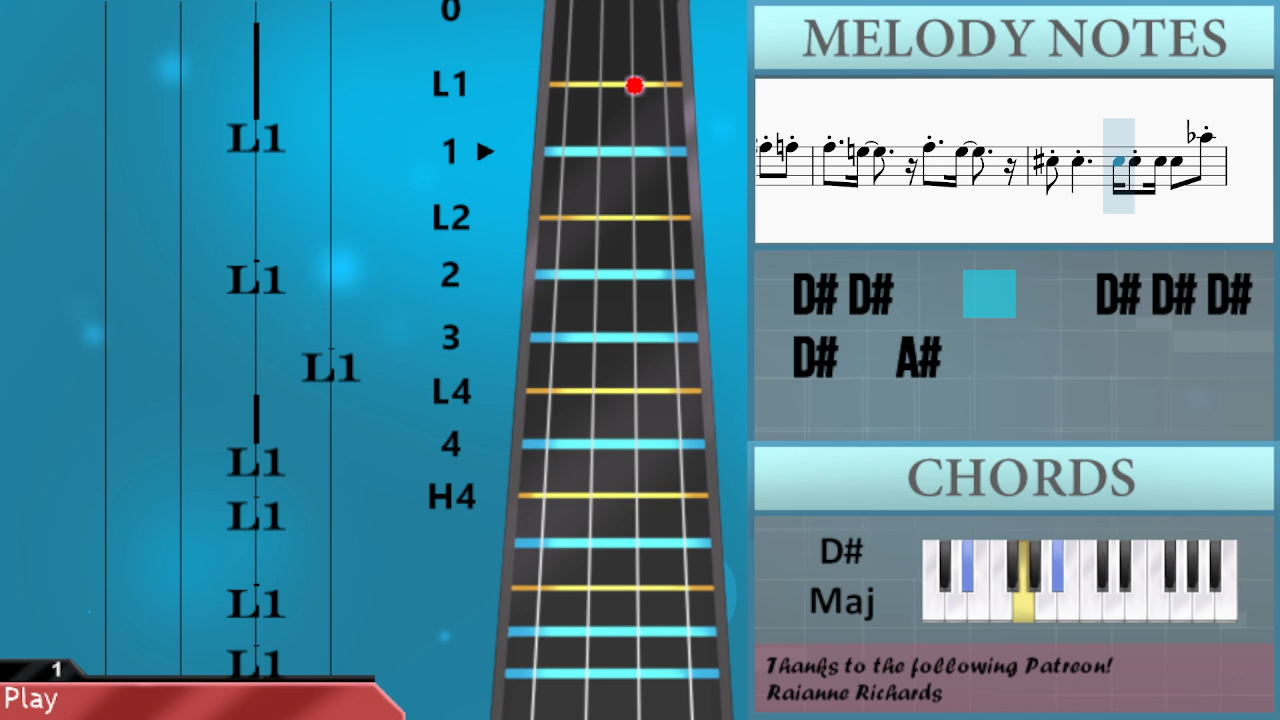 L1
L1
L1
L1
L1
L1
L1
1
Play
0
L1
1
L2
2
3
L4
4
H4
MELODY NOTES
D# D# D# D# D#
D# A#
CHORDS
D#
Maj
Thanks to the following Patreon!
Raianne Richards